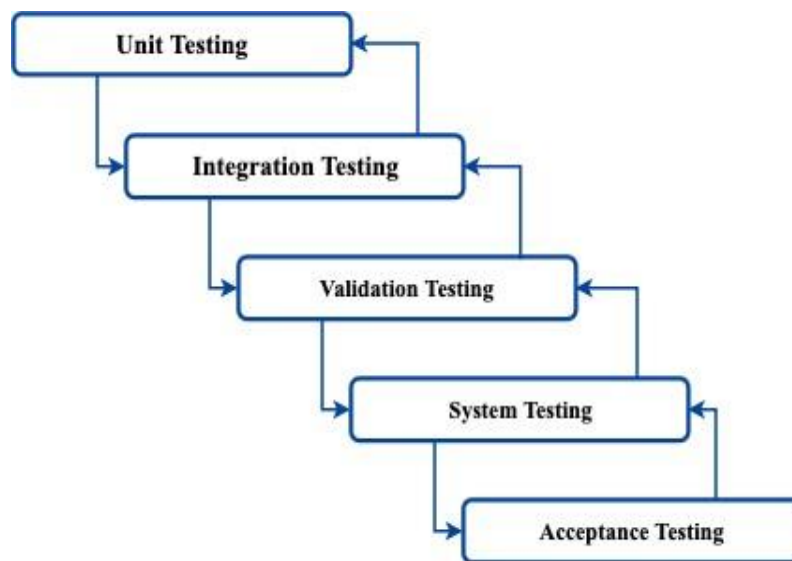 Unit Testing
Integration Testing
Validation Testing
System Testing
Acceptance Testing